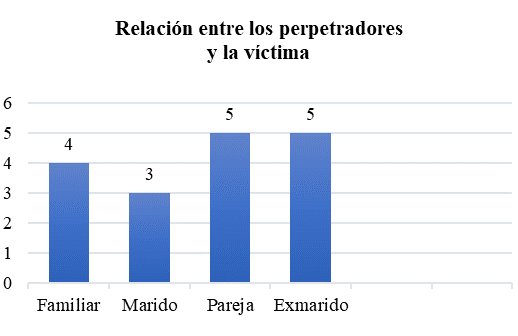 Relación entre los perpetradores
y la víctima
6
5
4
3
2
1
0
4
3
5
5
Familiar
Marido
Pareja
Exmarido